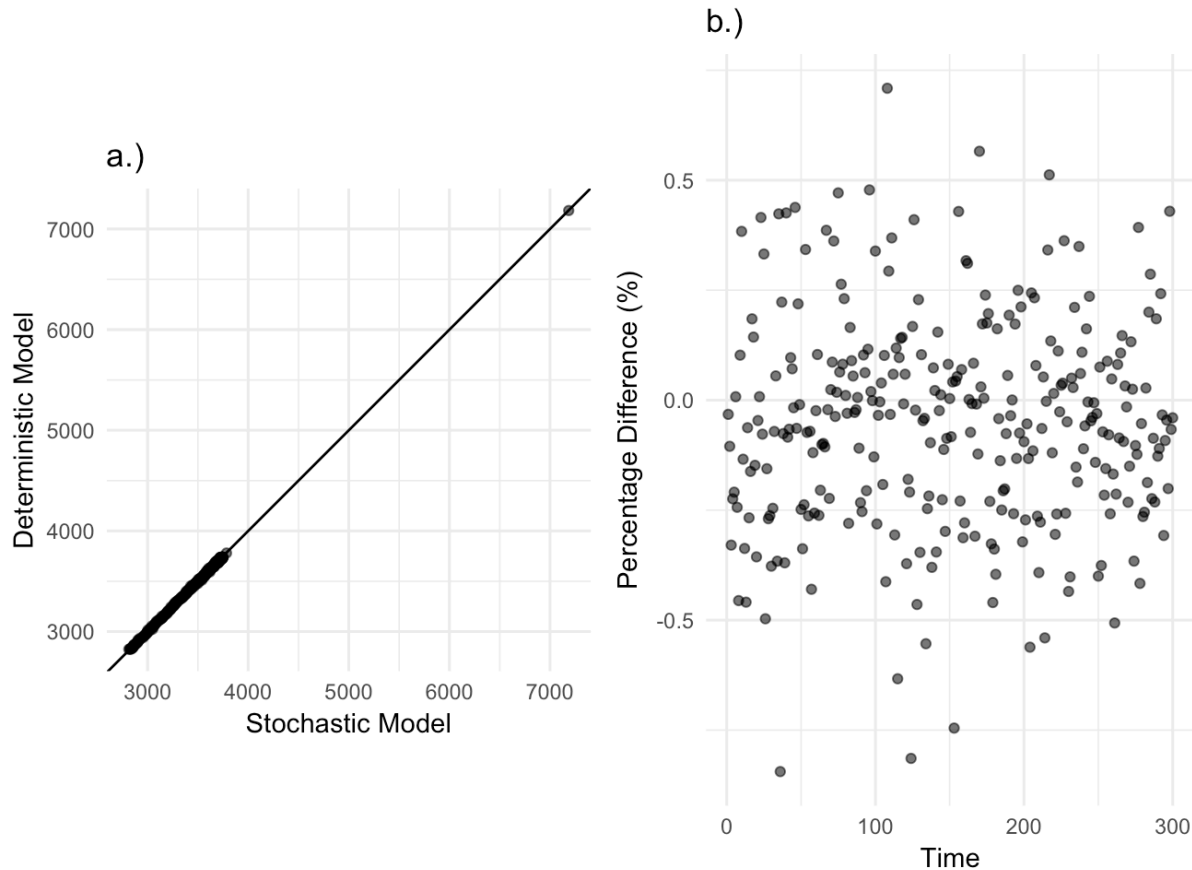 a.)
7000
6000
5000
4000
3000
Deterministic Model
3000 4000 5000 6000 7000
Stochastic Model
b.)
0.5
0.0
-0.5
Percentage Difference (%)
0 100 200 300
Time